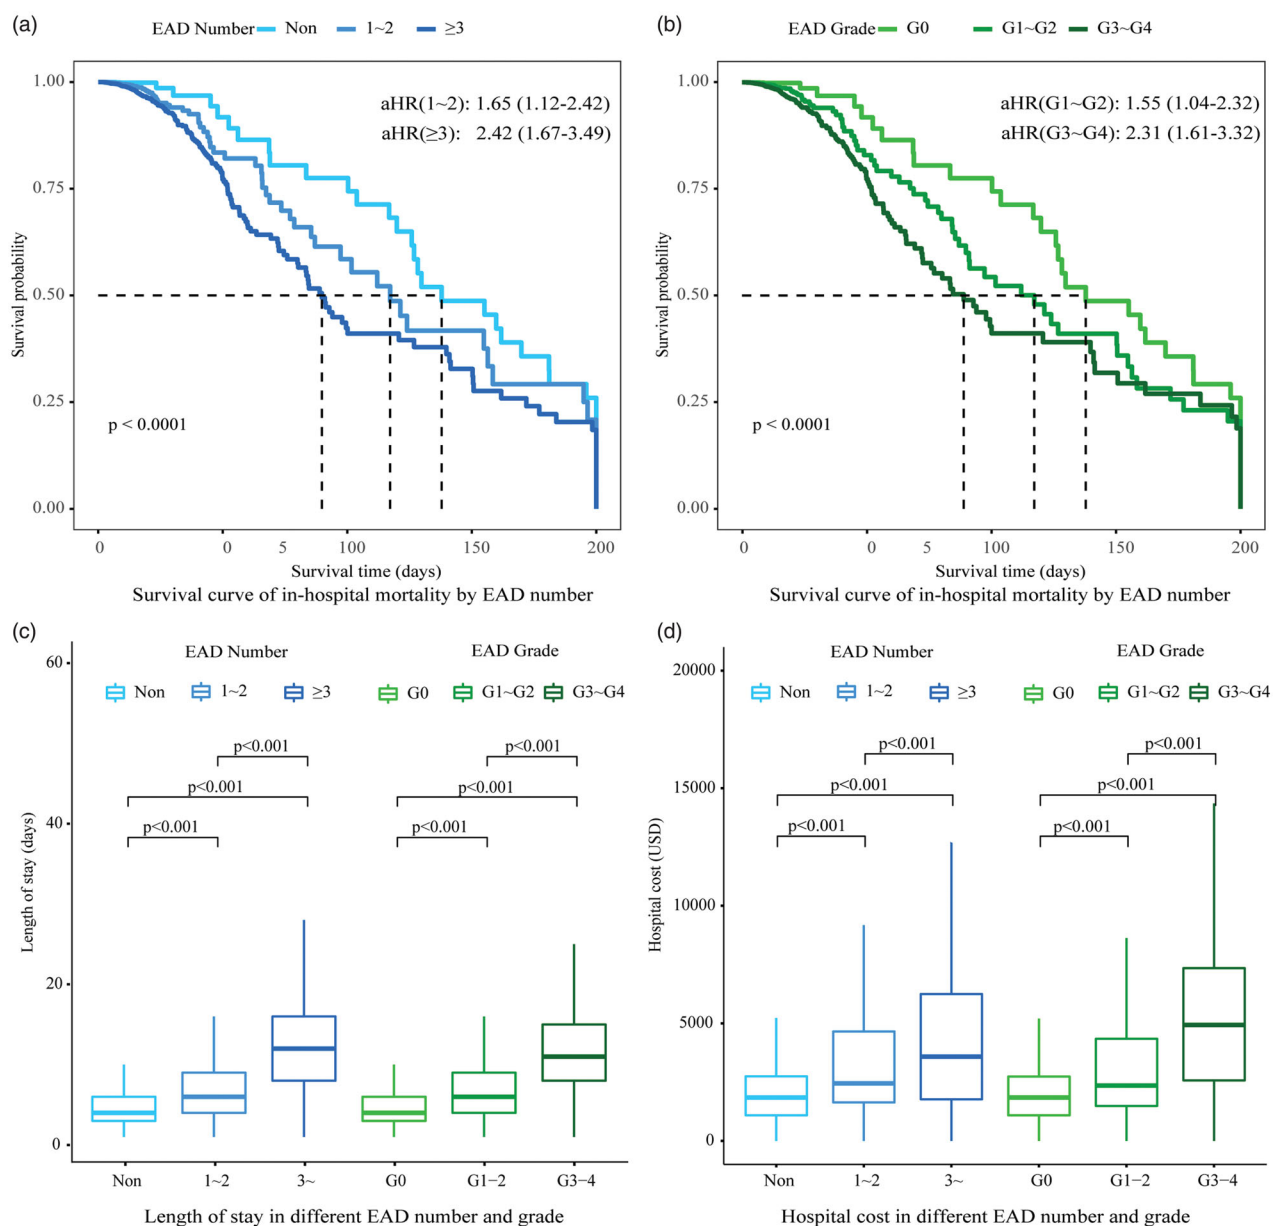 (a)
EAD Number Non 1~2 ≥3
1.00
0.75
0.50
0.25
0.00
Survival probability
aHR(1~2): 1.65 (1.12-2.42)
aHR(≥3): 2.42 (1.67-3.49)
p < 0.0001
0 0 5 100 150 200
Survival time (days)
Survival curve of in-hospital mortality by EAD number
(b)
EAD Grade G0 G1~G2 G3~G4
1.00
0.75
0.50
0.25
0.00
Survival probability
aHR(G1~G2): 1.55 (1.04-2.32)
aHR(G3~G4): 2.31 (1.61-3.32)
p < 0.0001
0 0 5 100 150 200
Survival time (days)
Survival curve of in-hospital mortality by EAD number
(c)
EAD Number EAD Grade
Non 1~2 ≥3 G0 G1~G2 G3~G4
60
40
20
0
Length of stay (days)
p<0.001 p<0.001
p<0.001 p<0.001
p<0.001 p<0.001
Non 1~2 3~ G0 G1−2 G3−4
Length of stay in different EAD number and grade
(d)
EAD Number EAD Grade
Non 1~2 ≥3 G0 G1~G2 G3~G4
20000
15000
10000
5000
0
Hospital cost (USD)
p<0.001 p<0.001
p<0.001 p<0.001
p<0.001 p<0.001
Non 1~2 3~ G0 G1−2 G3−4
Hospital cost in different EAD number and grade